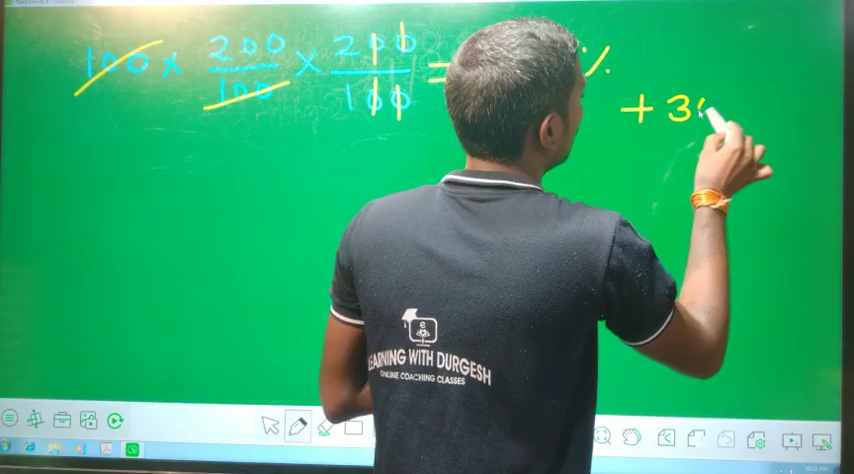 100 x 200/100 x 200/100 = %
+ 3
LEARNING WITH DURGESH
ONLINE COACHING CLASSES